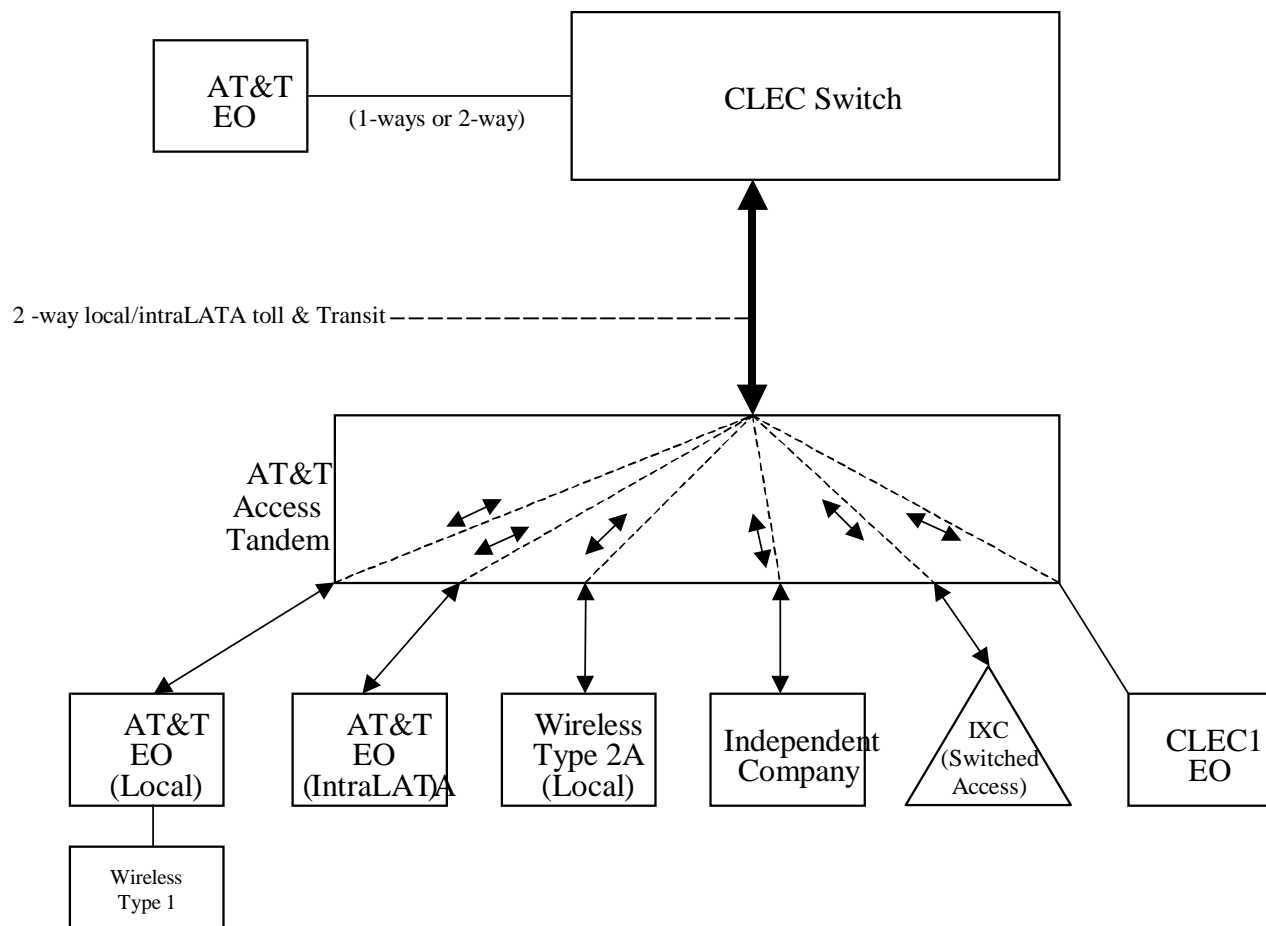 AT&T
EO
(1-ways or 2-way)
CLEC Switch
2 -way local/intraLATA toll & Transit
AT&T
Access
Tandem
AT&T
EO
(Local)
AT&T
EO
(IntraLAT)A
Wireless
Type 2A
(Local)
Independent
Company
IXC
(Switched
Access)
CLEC1
EO
Wireless
Type 1